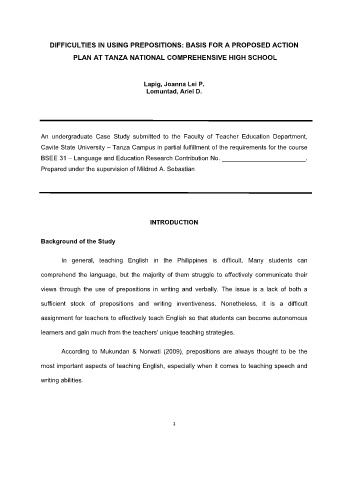 DIFFICULTIES IN USING PREPOSITIONS: BASIS FOR A PROPOSED ACTION
PLAN AT TANZA NATIONAL COMPREHENSIVE HIGH SCHOOL
Lapig, Joanna Lei P.
Lomuntad, Ariel D.
An undergraduate Case Study submitted to the Faculty of Teacher Education Department,
Cavite State University – Tanza Campus in partial fulfillment of the requirements for the course
BSEE 31 – Language and Education Research Contribution No. ________________________.
Prepared under the supervision of Mildred A. Sebastian
INTRODUCTION
Background of the Study
In general, teaching English in the Philippines is difficult. Many students can
comprehend the language, but the majority of them struggle to effectively communicate their
views through the use of prepositions in writing and verbally. The issue is a lack of both a
sufficient stock of prepositions and writing inventiveness. Nonetheless, it is a difficult
assignment for teachers to effectively teach English so that students can become autonomous
learners and gain much from the teachers' unique teaching strategies.
According to Mukundan & Norwati (2009), prepositions are always thought to be the
most important aspects of teaching English, especially when it comes to teaching speech and
writing abilities.
1